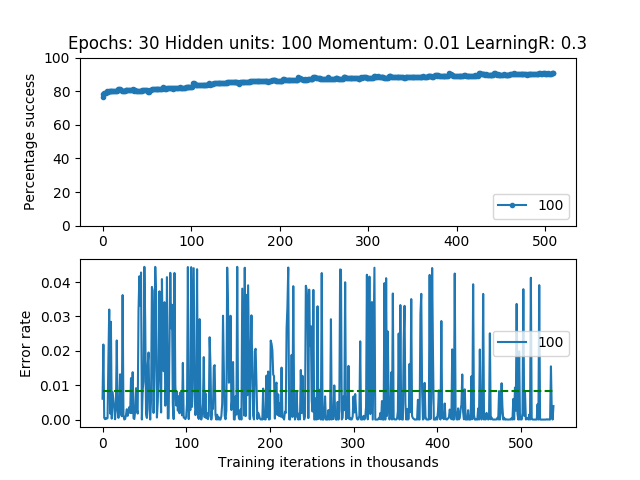 Epochs: 30 Hidden units: 100 Momentum: 0.01 LearningR: 0.3
100
80
60
40
20
0
Percentage success
100
0 100 200 300 400 500
0.04
0.03
0.02
0.01
0.00
Error rate
100
0 100 200 300 400 500
Training iterations in thousands